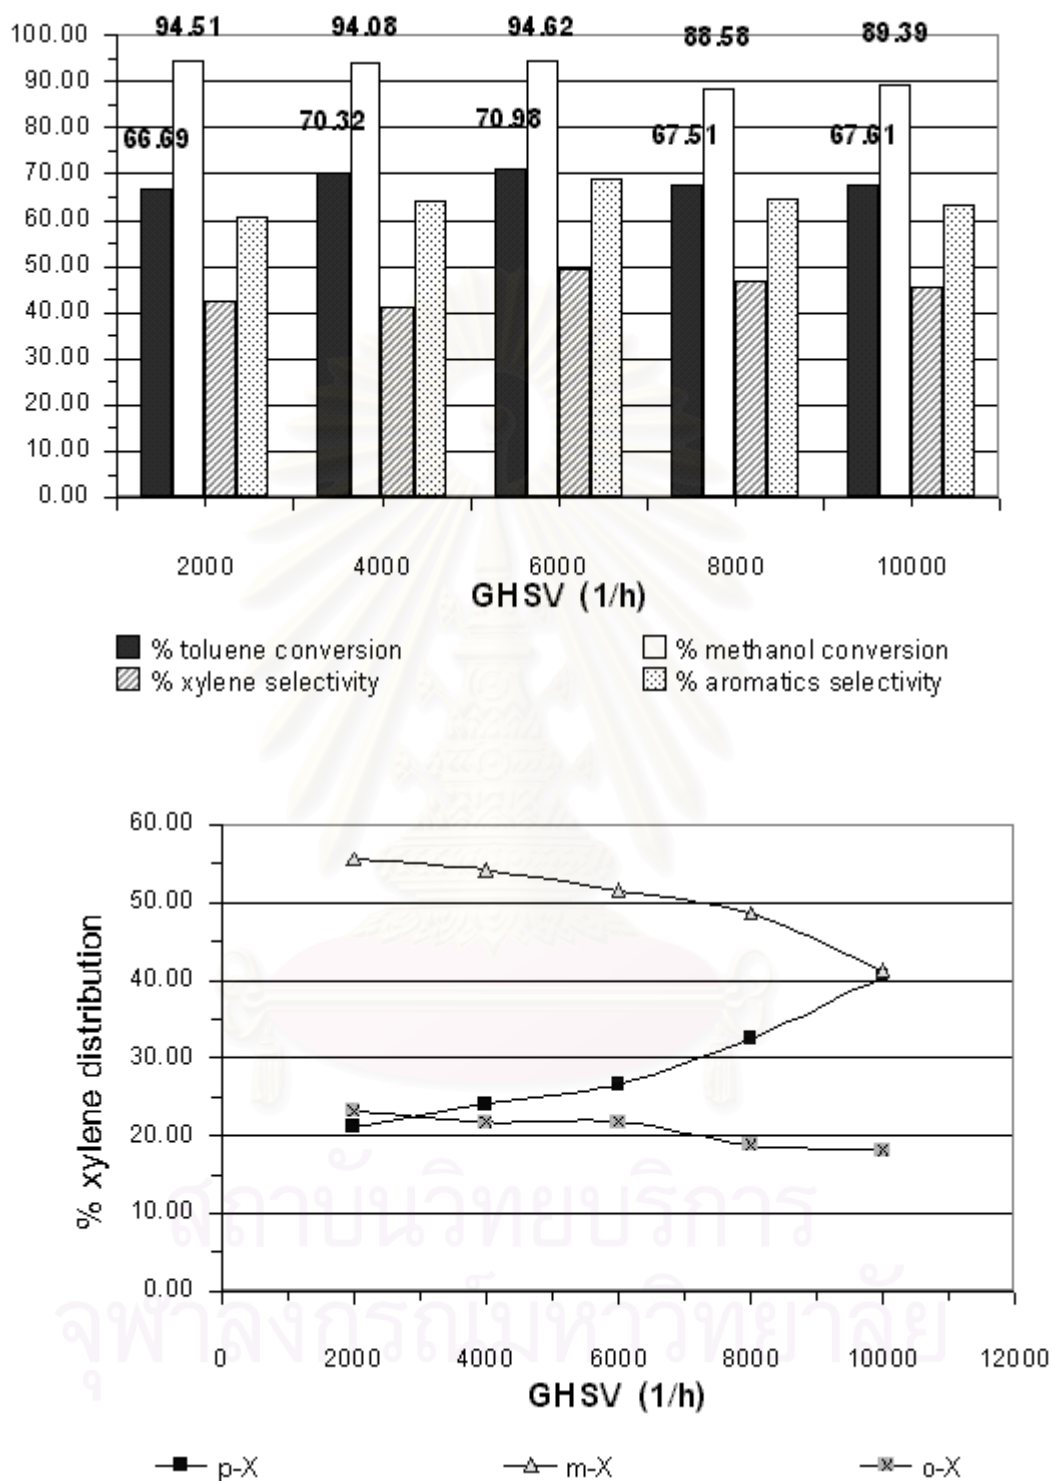 94.51 94.08 94.62 88.58 89.39
66.69 70.32 70.98 67.51 67.61
100.00
90.00
80.00
70.00
60.00
50.00
40.00
30.00
20.00
10.00
0.00
2000 4000 6000 8000 10000
GHSV (1/h)
% toluene conversion % methanol conversion
% xylene selectivity % aromatics selectivity
% xylene distribution
60.00
50.00
40.00
30.00
20.00
10.00
0.00
0 2000 4000 6000 8000 10000 12000
GHSV (1/h)
p-X m-X o-X
สถาบันวิทยบริการ
จุฬาลงกรณ์มหาวิทยาลัย